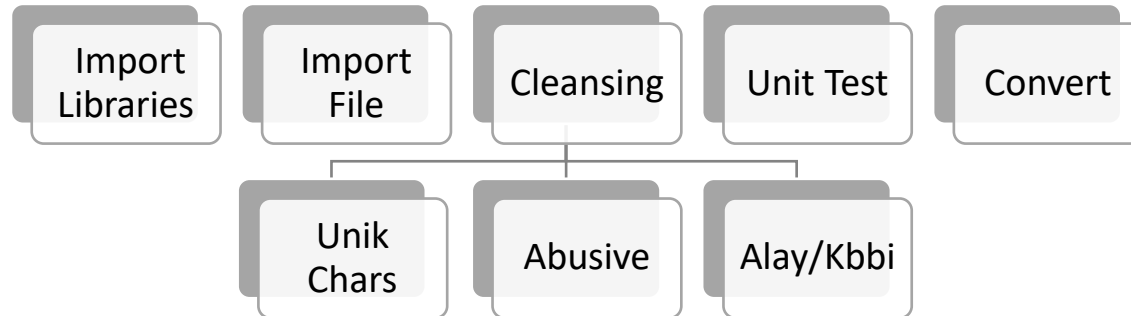 Import
Libraries
Import
File
Cleansing
Unit Test
Convert
Unik
Chars
Abusive
Alay/Kbbi